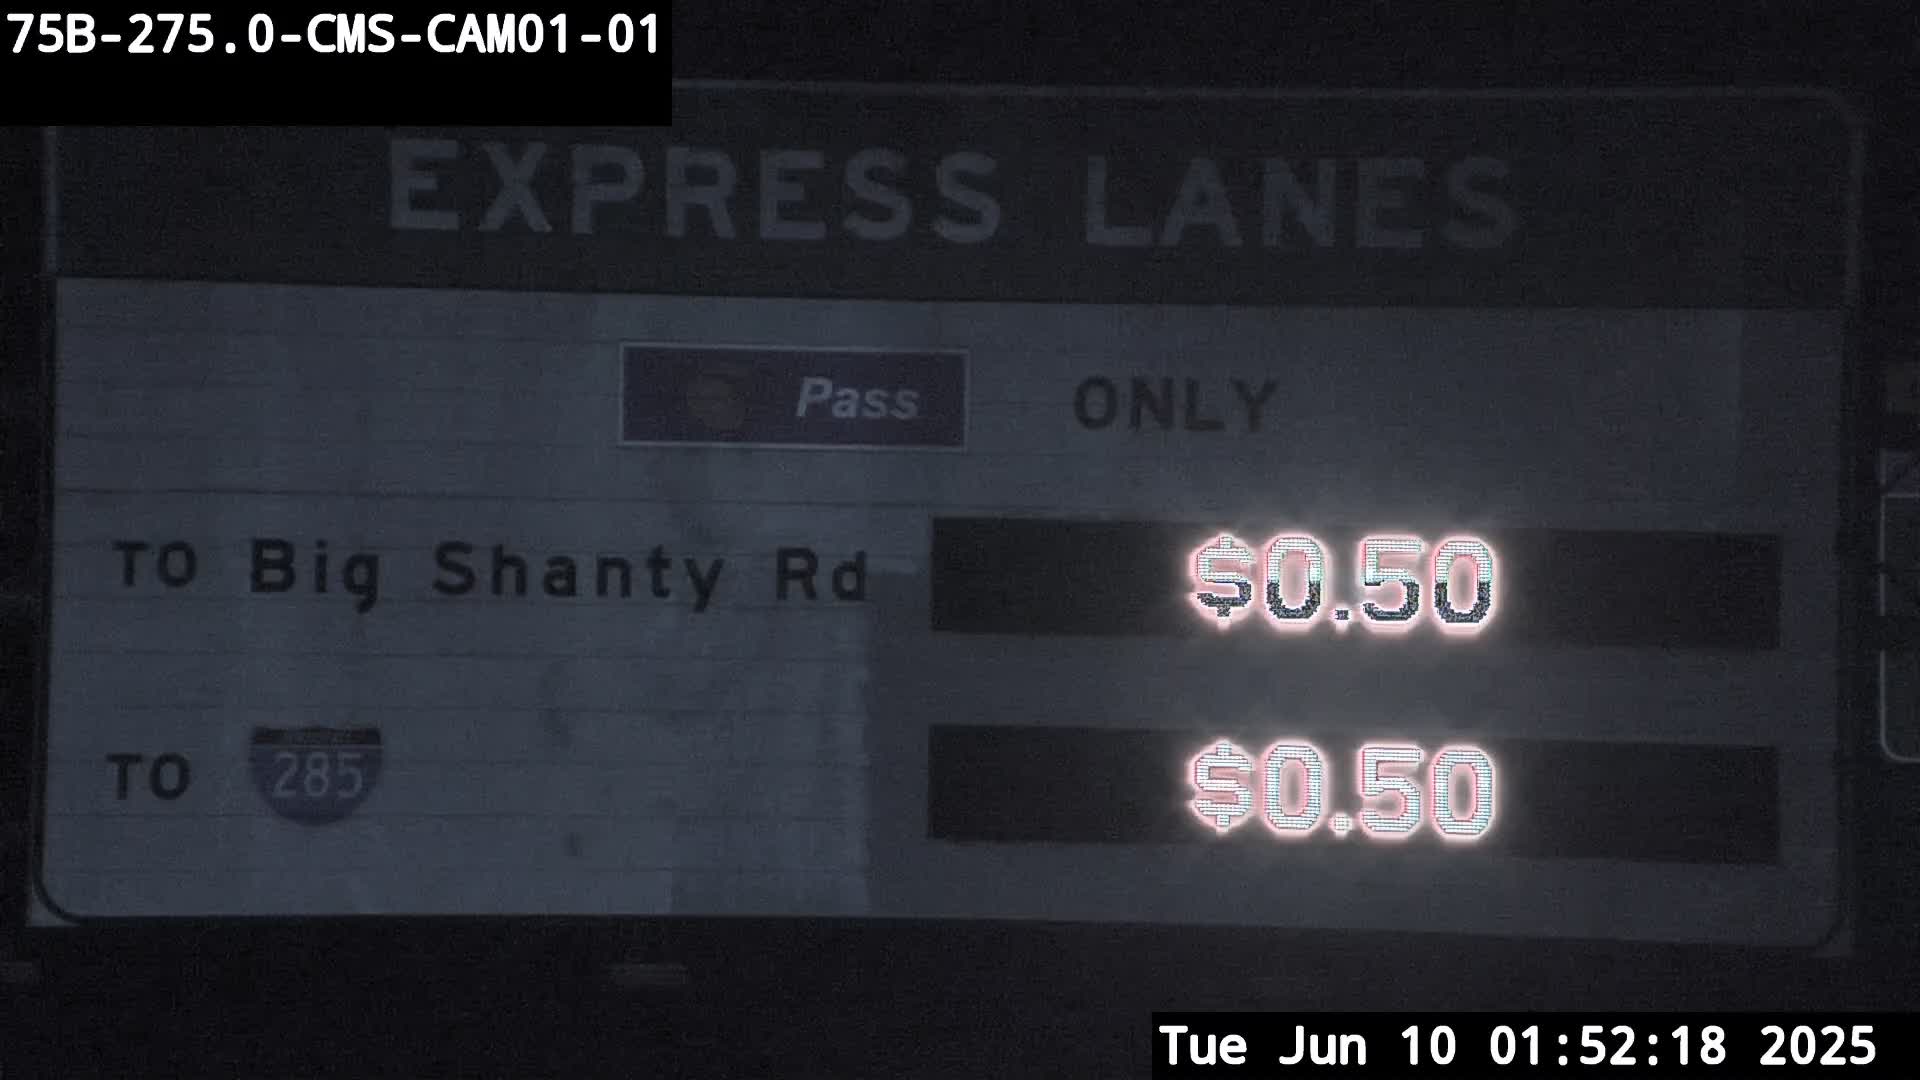 75B-275.0-CMS-CAM01-01
EXPRESS LANES
Pass ONLY
TO Big Shanty Rd $0.50
TO 285 $0.50
Tue Jun 10 01:52:18 2025